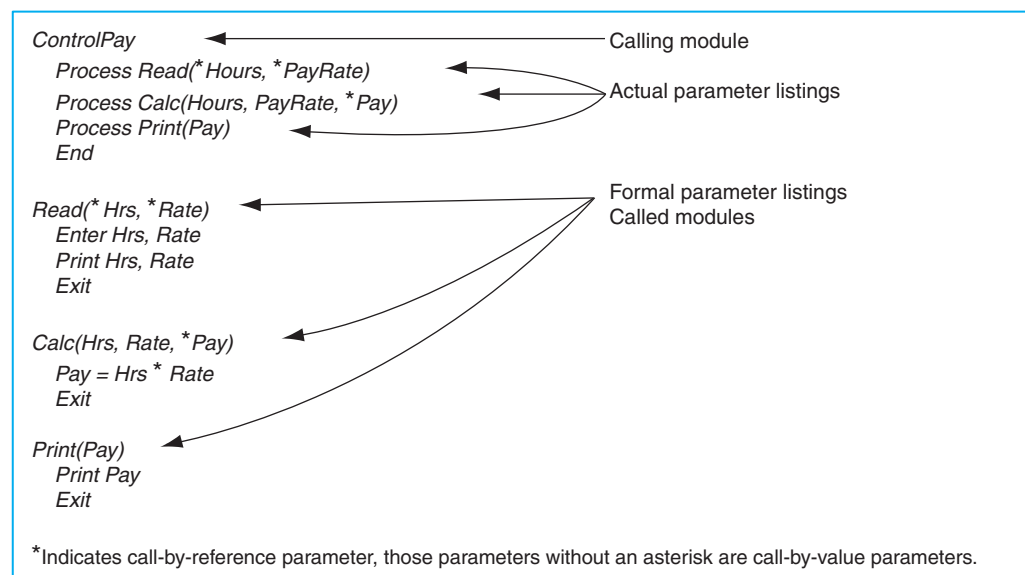 ControlPay
Calling module
Process Read(*Hours, *PayRate)
Process Calc(Hours, PayRate, *Pay)
Actual parameter listings
Process Print(Pay)
End
Formal parameter listings
Called modules
Read(*Hrs, *Rate)
Enter Hrs, Rate
Print Hrs, Rate
Exit
Calc(Hrs, Rate, *Pay)
Pay = Hrs * Rate
Exit
Print(Pay)
Print Pay
Exit
*Indicates call-by-reference parameter, those parameters without an asterisk are call-by-value parameters.